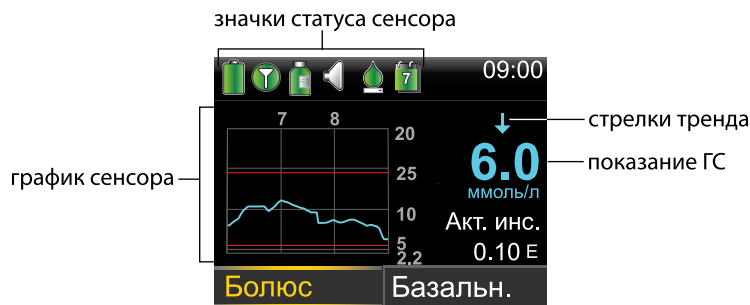 значки статуса сенсора
7
09:00
7 8
20
25
10
5
2,2
график сенсора
стрелки тренда
6.0
ммоль/л
показание ГС
Акт. инс.
0.10 E
Болюс
Базальн.